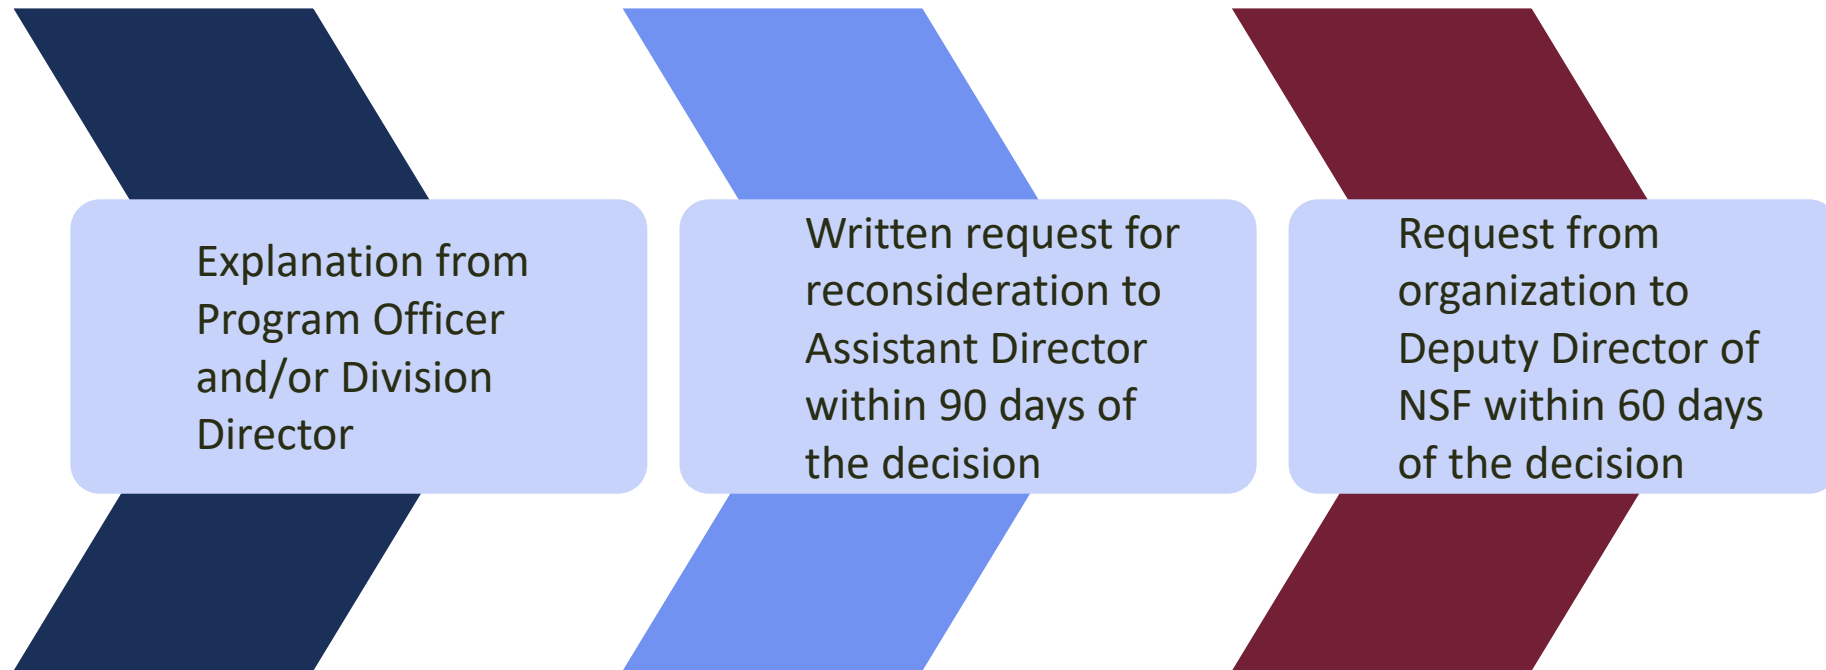 Explanation from
Program Officer
and/or Division
Director
Written request for
reconsideration to
Assistant Director
within 90 days of
the decision
Request from
organization to
Deputy Director of
NSF within 60 days
of the decision